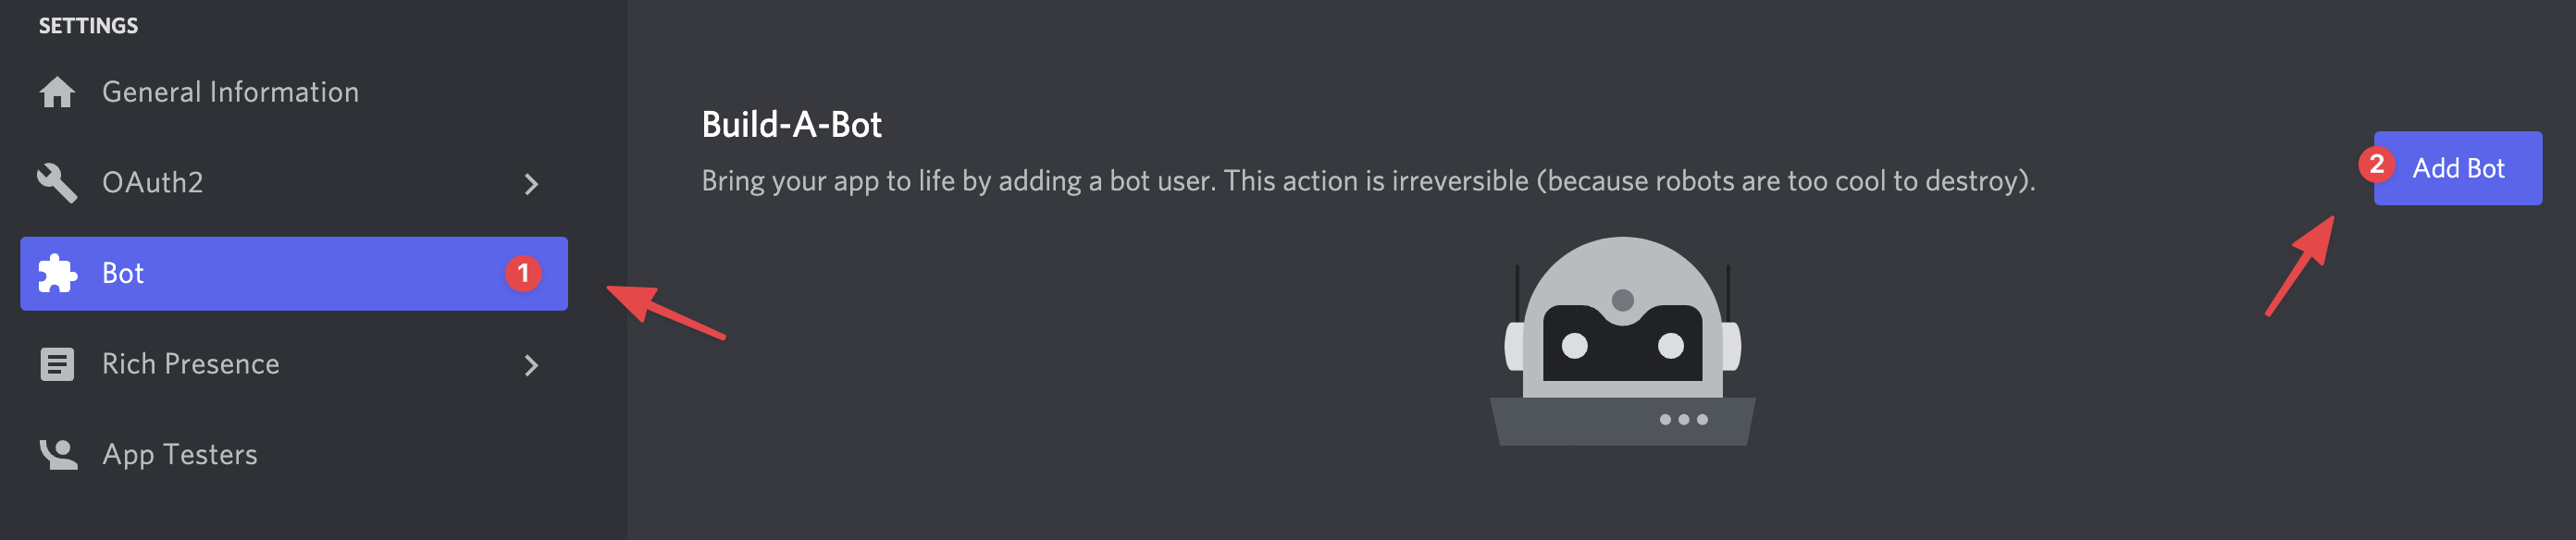 SETTINGS
General Information
OAuth2
Bot
1
Rich Presence
App Testers
Build-A-Bot
Bring your app to life by adding a bot user. This action is irreversible (because robots are too cool to destroy).
2
Add Bot